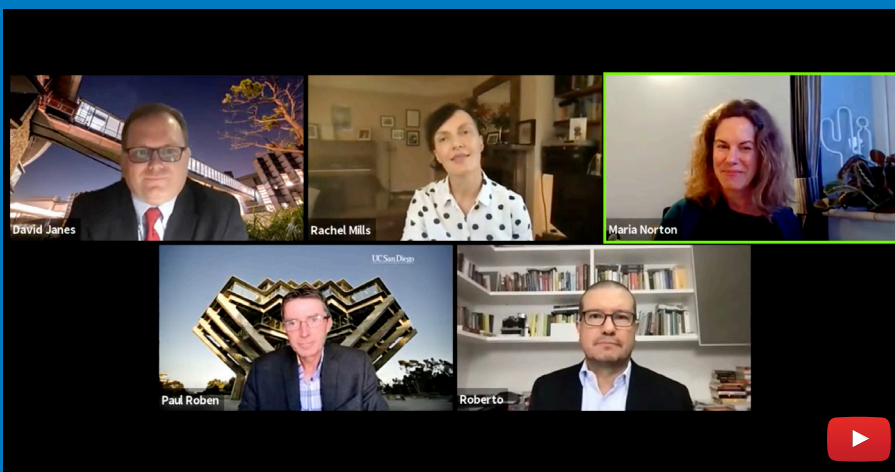 David Janes
Rachel Mills
Maria Norton
UC San Diego
Paul Roben
Roberto